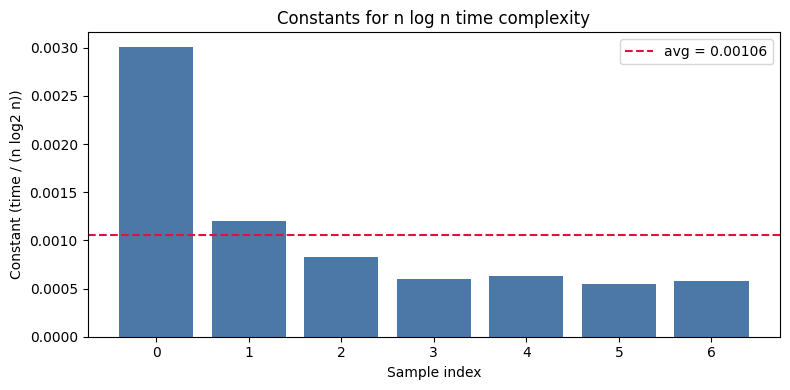 Constants for n log n time complexity
avg = 0.00106
Constant (time / (n log2 n))
0.0030
0.0025
0.0020
0.0015
0.0010
0.0005
0.0000
0 1 2 3 4 5 6
Sample index